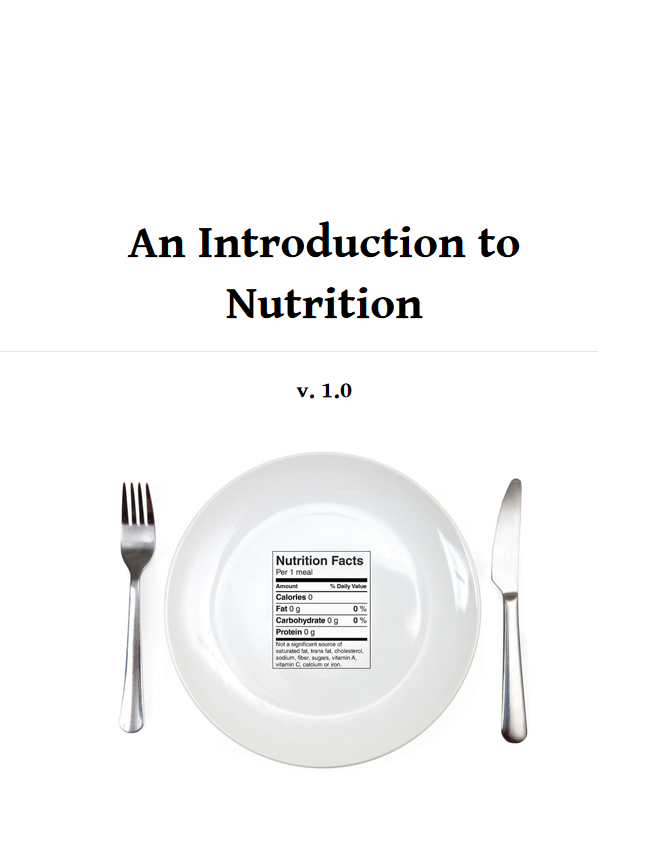 An Introduction to
Nutrition
v. 1.0
Nutrition Facts
Per 1 meal
Amount % Daily Value
Calories 0
Fat 0 g 0 %
Carbohydrate 0 g 0 %
Protein 0 g
Not a significant source of
saturated fat, trans fat, cholesterol,
sodium, fiber, sugars, vitamin A,
vitamin C, calcium or iron.